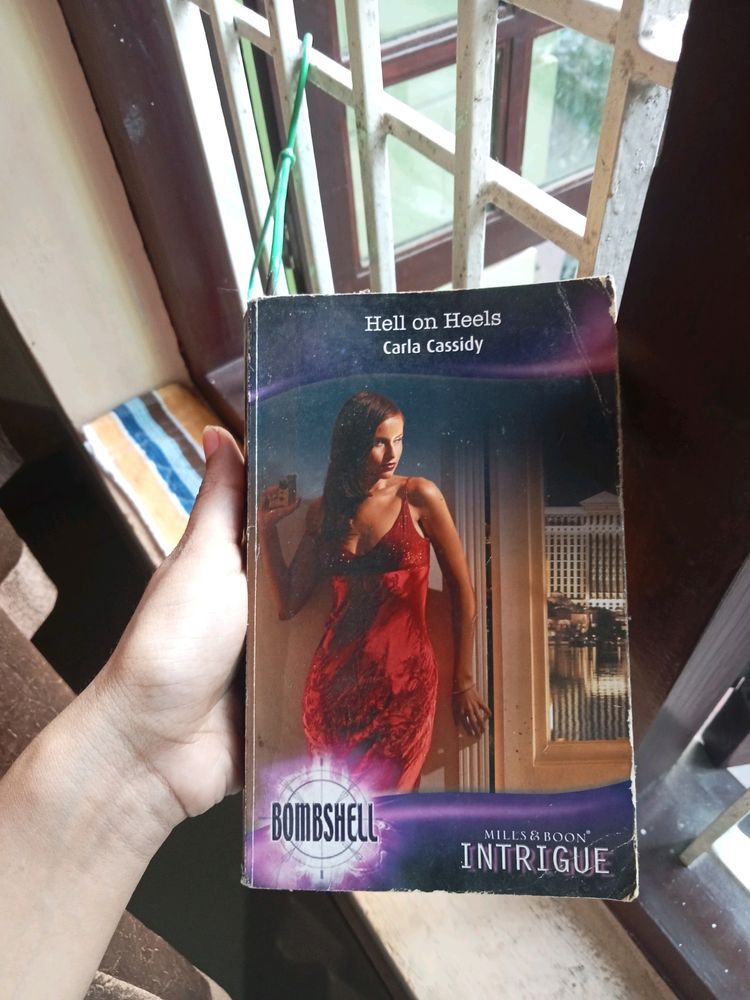 Hell on Heels
Carla Cassidy
BOMBSHELL
MILLS & BOON®
INTRIGUE